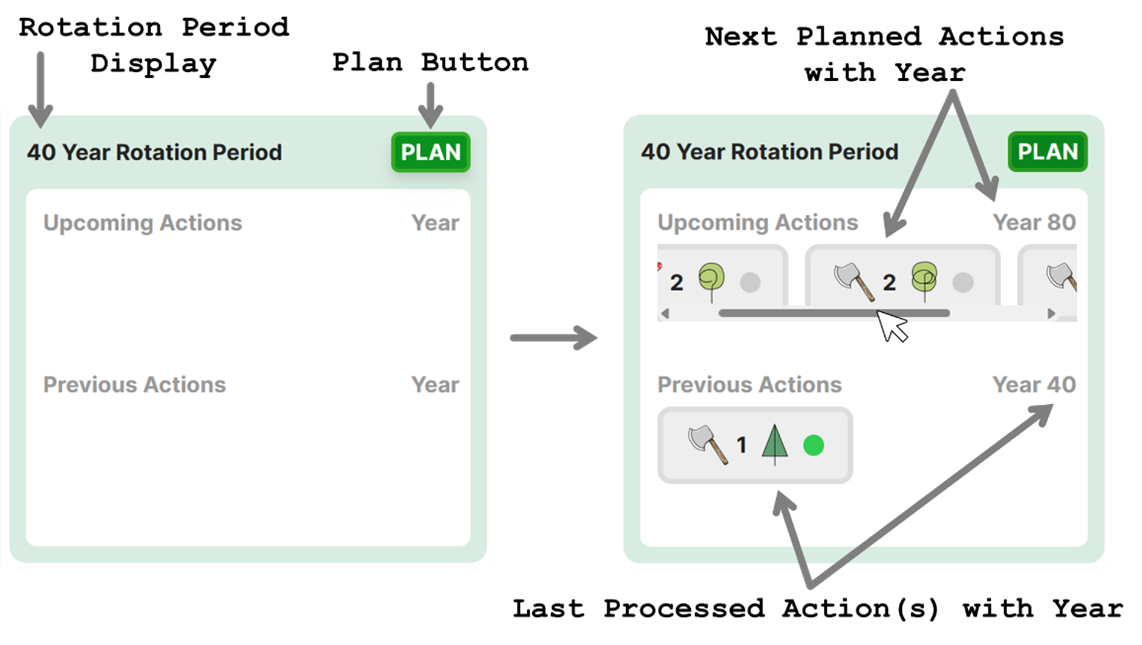 Rotation Period
Display
Plan Button
40 Year Rotation Period
PLAN
Upcoming Actions
Year
Previous Actions
Year
Next Planned Actions
with Year
40 Year Rotation Period
PLAN
Upcoming Actions
Year 80
2
2
Previous Actions
Year 40
1
Last Processed Action(s) with Year